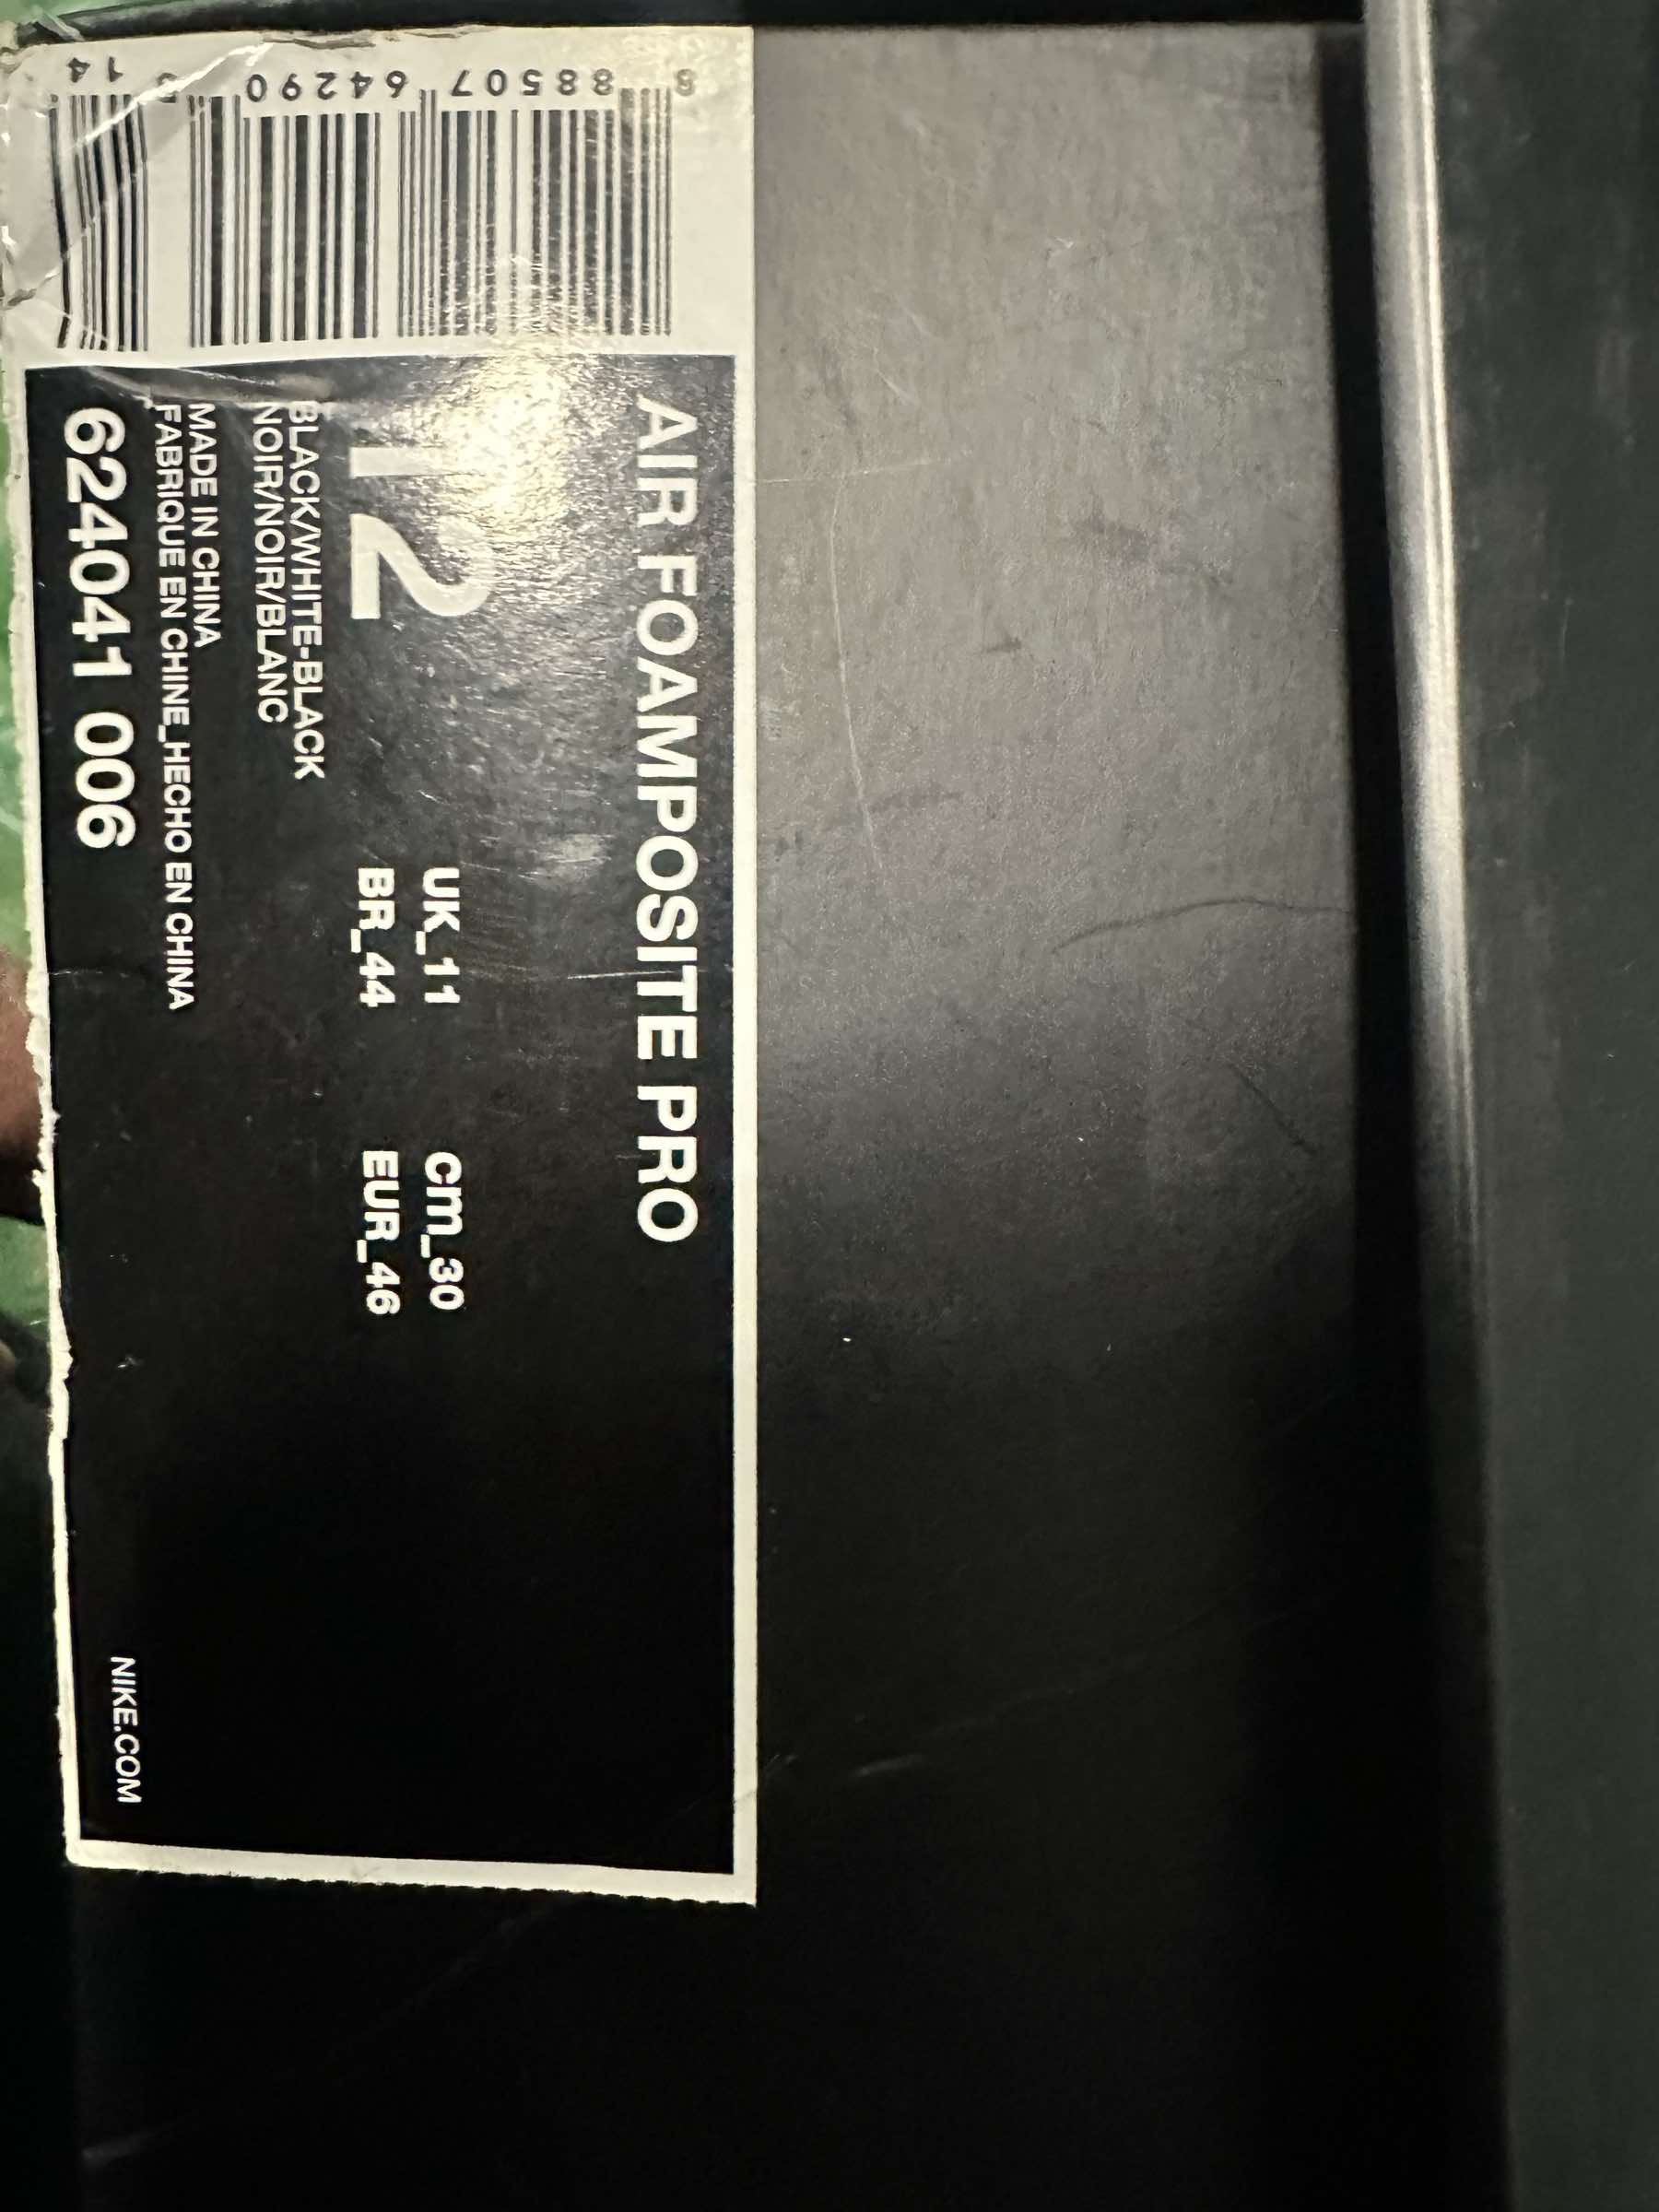 AIR FOAMPOSITE PRO
12
UK_11 cm_30
BR_44 EUR_46
BLACK/WHITE-BLACK
NOIR/NOIR/BLANC
MADE IN CHINA
FABRIQUE EN CHINE_HECHO EN CHINA
624041 006
NIKE.COM
8 88507 64290 14